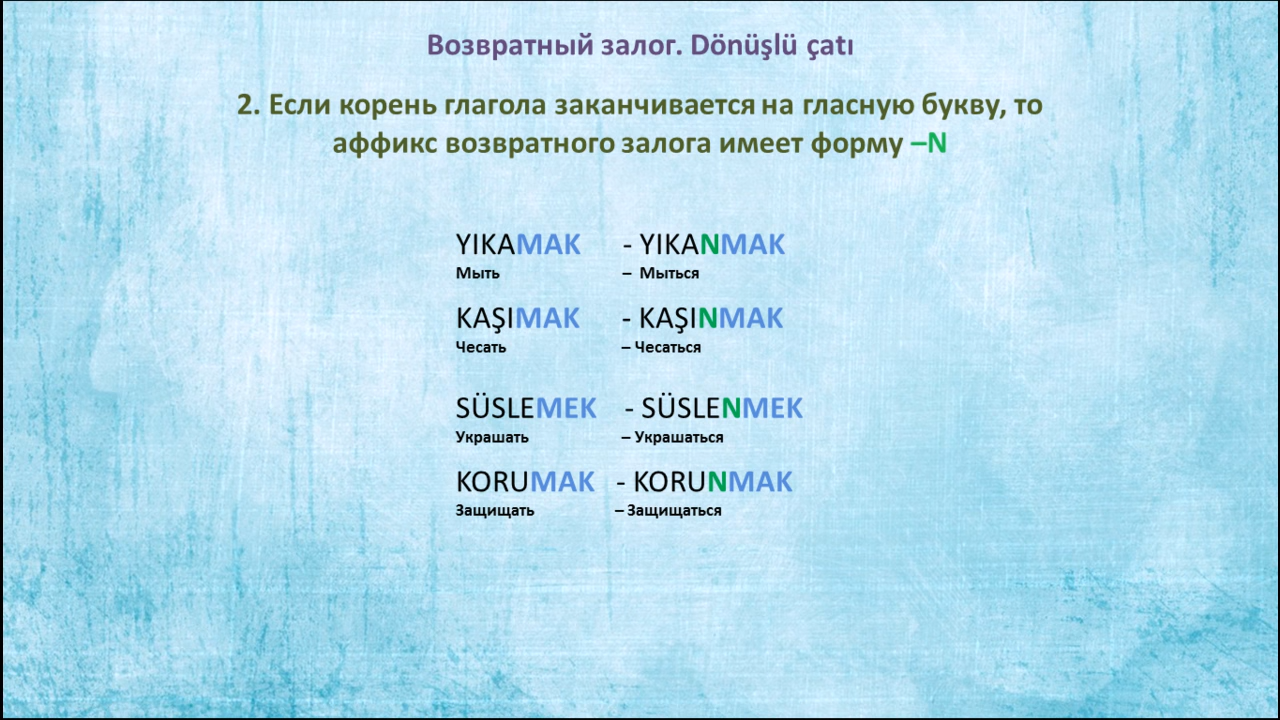 Возвратный залог. Dönüşlü çatı
2. Если корень глагола заканчивается на гласную букву, то
аффикс возвратного залога имеет форму –N
YIKAMAK - YIKANMAK
Мыть – Мыться
KAŞIMAK - KAŞINMAK
Чесать – Чесаться
SÜSLEMEK - SÜSLENMEK
Украшать – Украшаться
KORUMAK - KORUNMAK
Защищать – Защищаться